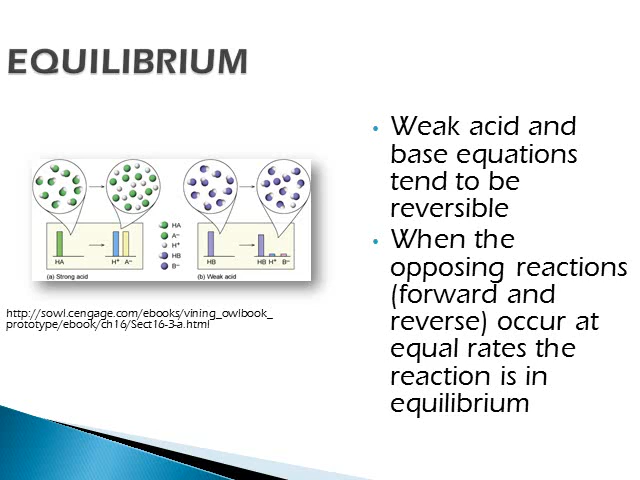 EQUILIBRIUM
• Weak acid and
base equations
tend to be
reversible
• When the
opposing reactions
(forward and
reverse) occur at
equal rates the
reaction is in
equilibrium
HA
H⁺ A⁻
HA
A⁻
H⁺
HB
B⁻
HB
HB H⁺ B⁻
(a) Strong acid
(b) Weak acid
http://sowl.cengage.com/ebooks/vining_owlbook_
prototype/ebook/ch16/Sect16-3-a.html